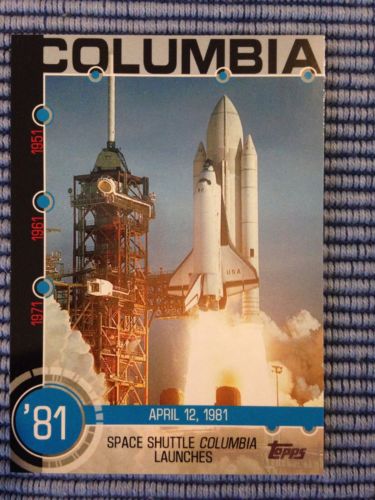 COLUMBIA
1951
1961
1971
USA
'81
APRIL 12, 1981
SPACE SHUTTLE COLUMBIA
LAUNCHES
Topps